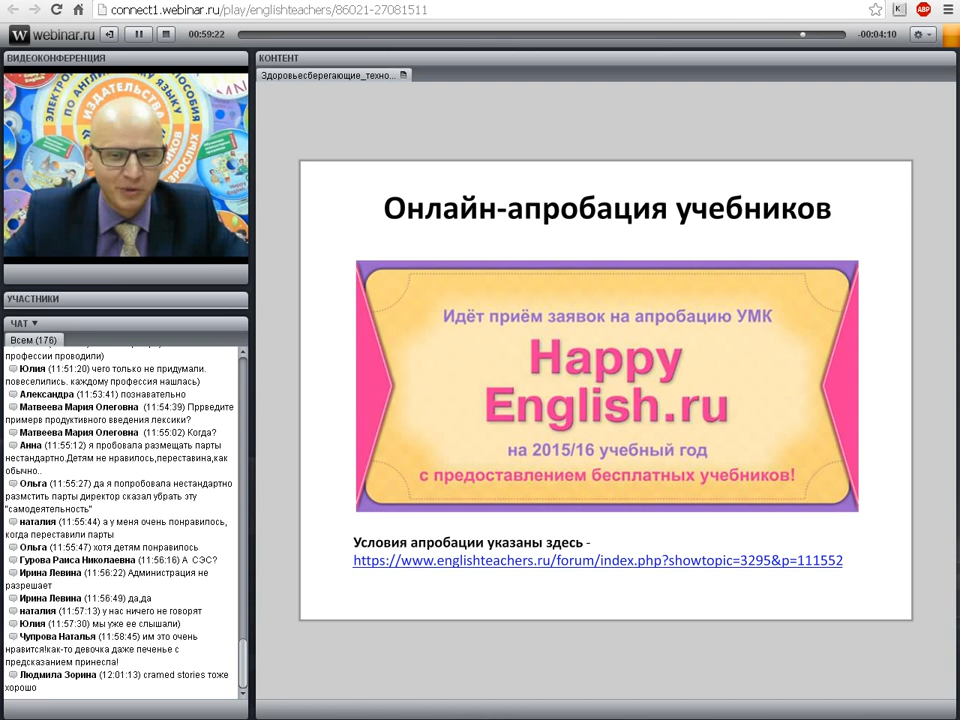 connect1.webinar.ru/play/englishteachers/86021-27081511
webinar.ru
00:59:22
-00:04:10
ВИДЕОКОНФЕРЕНЦИЯ
ПО АНГЛИЙСКОМУ ЯЗЫКУ
ИЗДАТЕЛЬСТВА
Happy
English
УЧАСТНИКИ
ЧАТ
Всем (176)
профессии проводили)
Юлия (11:51:20) чего только не придумали.
повеселились. каждому профессия нашлась)
Александра (11:53:41) познавательно
Матвеева Мария Олеговна (11:54:39) Пррведите
примерв продуктивного введения лексики?
Матвеева Мария Олеговна (11:55:02) Когда?
Анна (11:55:12) я пробовала размещать парты
нестандартно.Детям не нравилось,переставина,как
обычно..
Ольга (11:55:27) да я попробовала нестандартно
размстить парты директор сказал убрать эту
"самодеятельность"
наталия (11:55:44) а у меня очень понравилось,
когда переставили парты
Ольга (11:55:47) хотя детям понравилось
Гурова Раиса Николаевна (11:56:16) А СЭС?
Ирина Левина (11:56:22) Администрация не
разрешает
Ирина Левина (11:56:49) да,да
наталия (11:57:13) у нас ничего не говорят
Юлия (11:57:30) мы уже ее слышали)
Чупрова Наталья (11:58:45) им это очень
нравится!как-то девочка даже печенье с
предсказанием принесла!
Людмила Зорина (12:01:13) cramed stories тоже
хорошо
КОНТЕНТ
Здоровьесберегающие_техно...
Онлайн-апробация учебников
Идёт приём заявок на апробацию УМК
Happy
English.ru
на 2015/16 учебный год
с предоставлением бесплатных учебников!
Условия апробации указаны здесь -
https://www.englishteachers.ru/forum/index.php?showtopic=3295&p=111552